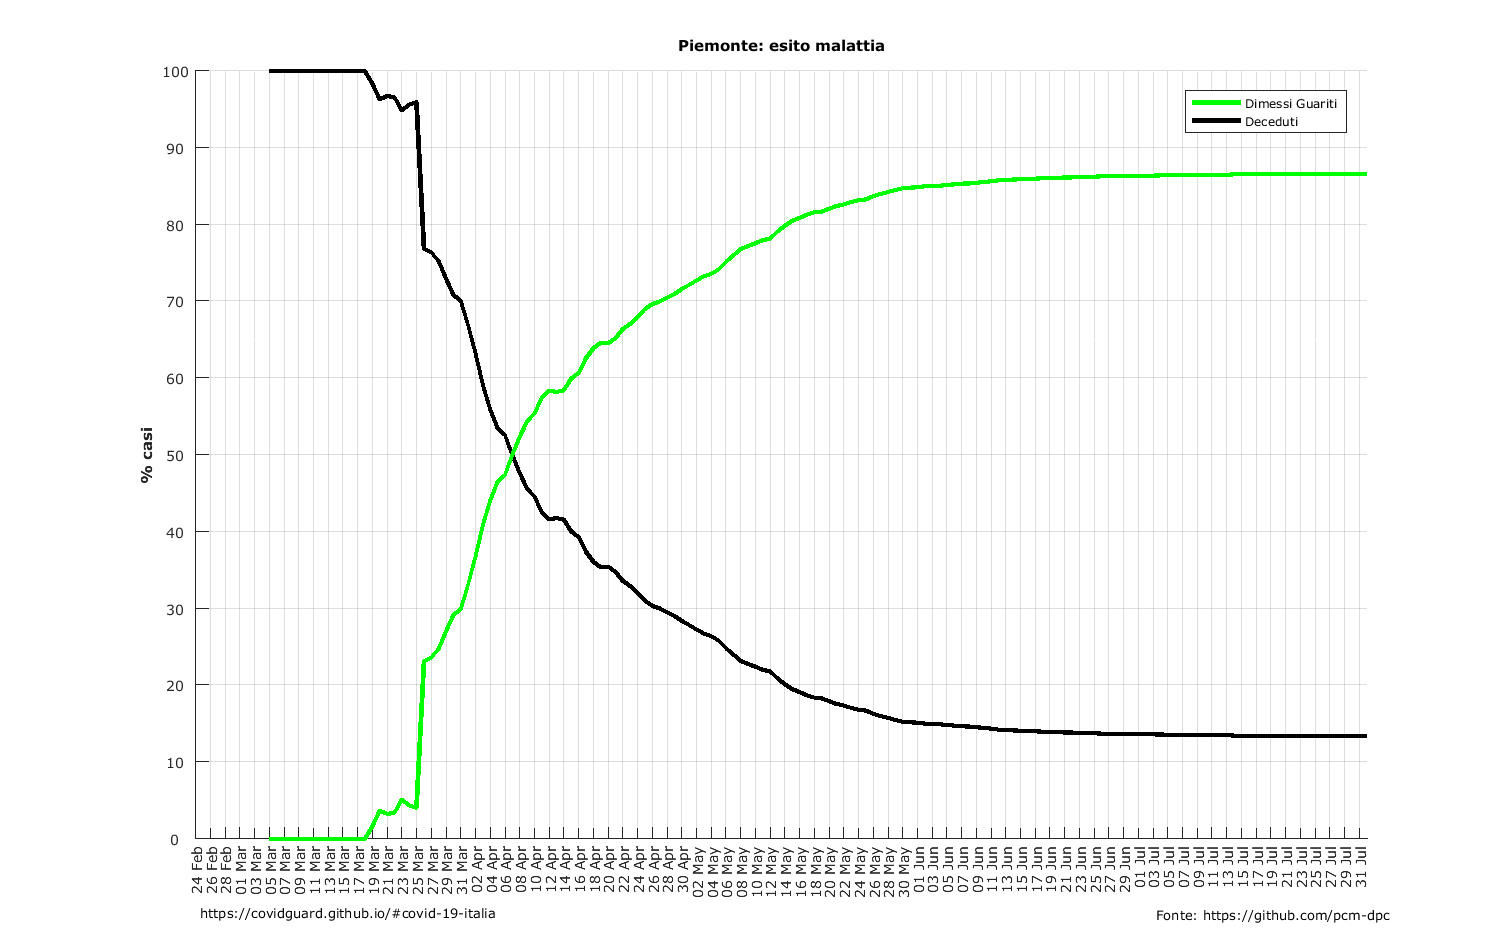 Piemonte: esito malattia
100
90
80
70
60
50
40
30
20
10
0
% casi
Dimessi Guariti
Deceduti
24 Feb
26 Feb
28 Feb
01 Mar
03 Mar
05 Mar
07 Mar
09 Mar
11 Mar
13 Mar
15 Mar
17 Mar
19 Mar
21 Mar
23 Mar
25 Mar
27 Mar
29 Mar
31 Mar
02 Apr
04 Apr
06 Apr
08 Apr
10 Apr
12 Apr
14 Apr
16 Apr
18 Apr
20 Apr
22 Apr
24 Apr
26 Apr
28 Apr
30 Apr
02 May
04 May
06 May
08 May
10 May
12 May
14 May
16 May
18 May
20 May
22 May
24 May
26 May
28 May
30 May
01 Jun
03 Jun
05 Jun
07 Jun
09 Jun
11 Jun
13 Jun
15 Jun
17 Jun
19 Jun
21 Jun
23 Jun
25 Jun
27 Jun
29 Jun
01 Jul
03 Jul
05 Jul
07 Jul
09 Jul
11 Jul
13 Jul
15 Jul
17 Jul
19 Jul
21 Jul
23 Jul
25 Jul
27 Jul
29 Jul
31 Jul
https://covidguard.github.io/#covid-19-italia
Fonte: https://github.com/pcm-dpc